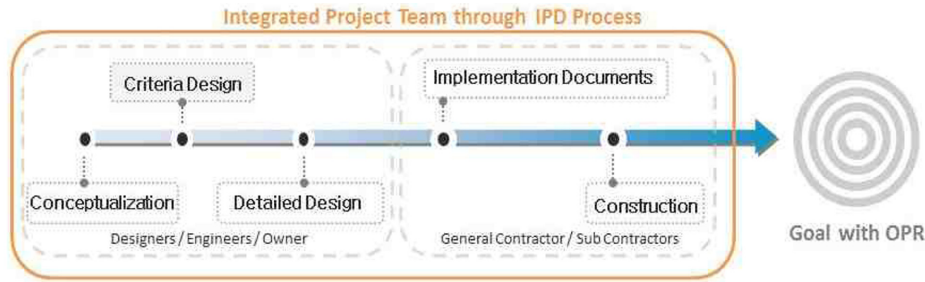 Integrated Project Team through IPD Process
Criteria Design
Implementation Documents
Conceptualization
Detailed Design
Construction
Designers / Engineers / Owner
General Contractor / Sub Contractors
Goal with OPR